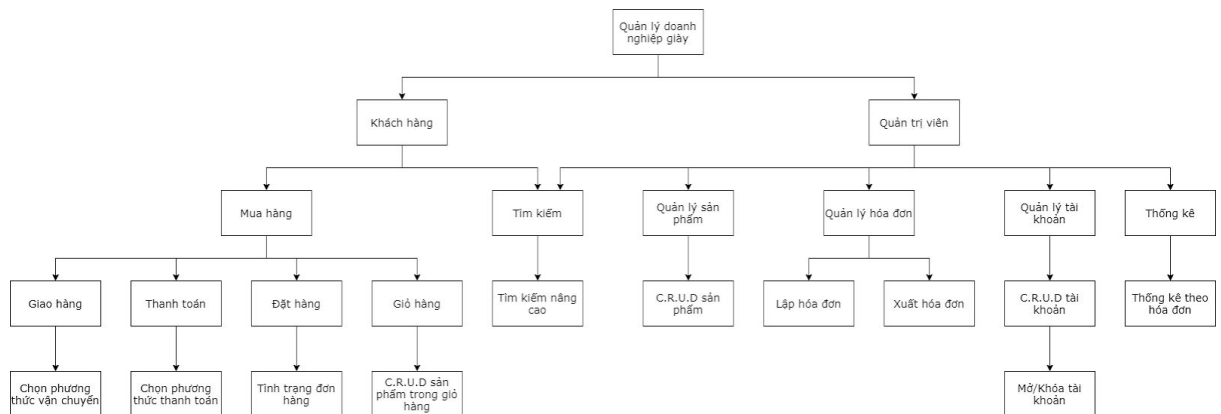 Quản lý doanh
nghiệp giày
Khách hàng
Quản trị viên
Mua hàng
Tìm kiếm
Quản lý sản
phẩm
Quản lý hóa đơn
Quản lý tài
khoản
Thống kê
Giao hàng
Thanh toán
Đặt hàng
Giỏ hàng
Tìm kiếm nâng
cao
C.R.U.D sản
phẩm
Lập hóa đơn
Xuất hóa đơn
C.R.U.D tài
khoản
Thống kê theo
hóa đơn
Chọn phương
thức vận chuyển
Chọn phương
thức thanh toán
Tình trạng đơn
hàng
C.R.U.D sản
phẩm trong giỏ
hàng
Mở/Khóa tài
khoản